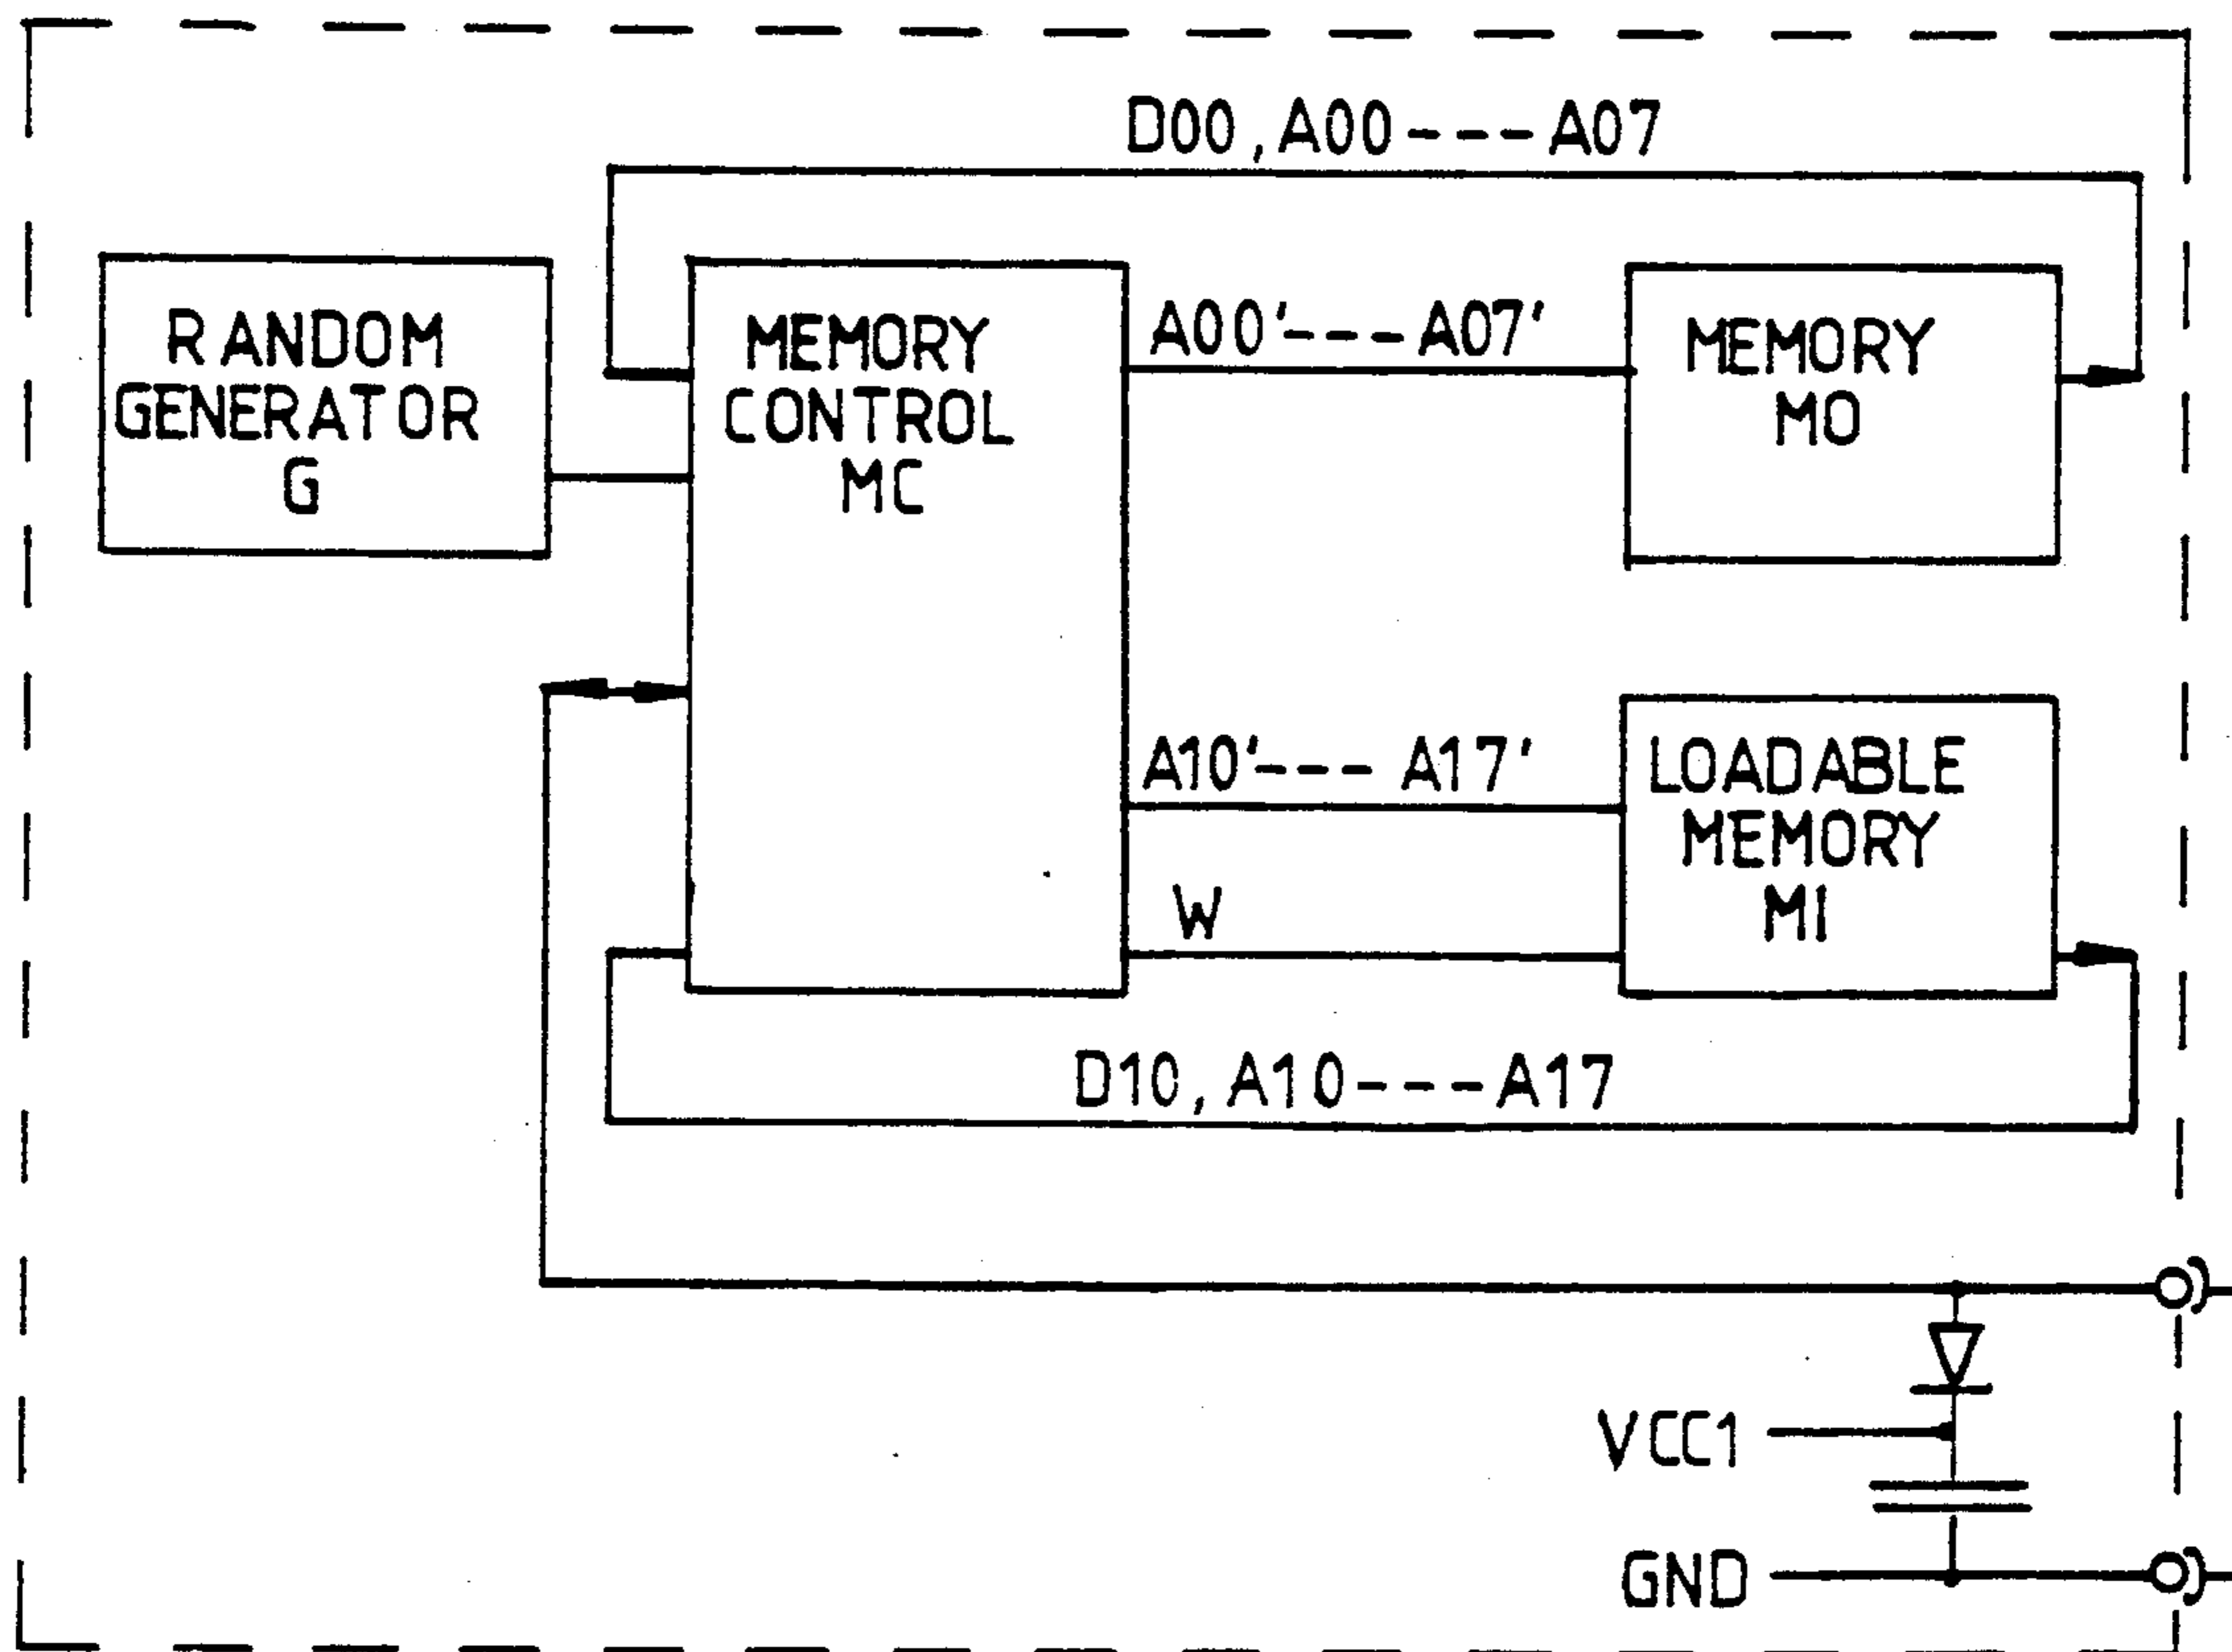 D00, A00---A07
RANDOM
GENERATOR
G
MEMORY
CONTROL
MC
A00'---A07'
MEMORY
M0
A10'--- A17'
LOADABLE
MEMORY
M1
W
D10, A10---A17
VCC1
GND